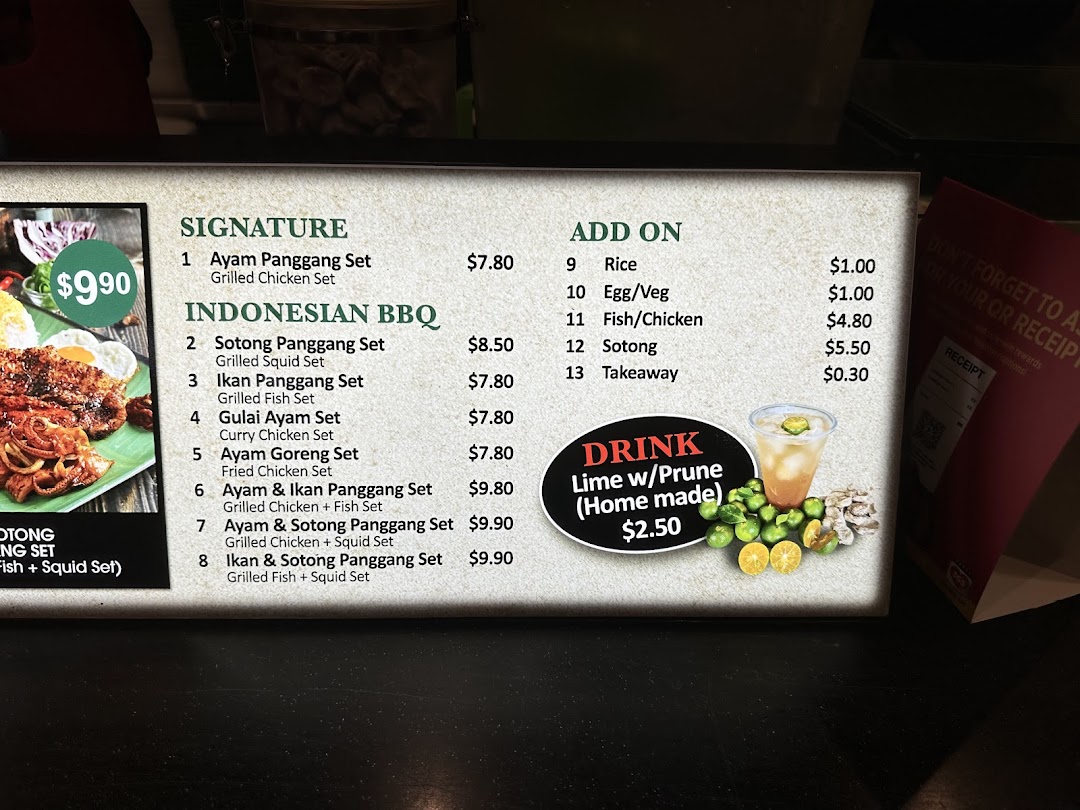 $9.90
OTONG
NG SET
ish + Squid Set)
SIGNATURE
1 Ayam Panggang Set $7.80
Grilled Chicken Set
INDONESIAN BBQ
2 Sotong Panggang Set $8.50
Grilled Squid Set
3 Ikan Panggang Set $7.80
Grilled Fish Set
4 Gulai Ayam Set $7.80
Curry Chicken Set
5 Ayam Goreng Set $7.80
Fried Chicken Set
6 Ayam & Ikan Panggang Set $9.80
Grilled Chicken + Fish Set
7 Ayam & Sotong Panggang Set $9.90
Grilled Chicken + Squid Set
8 Ikan & Sotong Panggang Set $9.90
Grilled Fish + Squid Set
ADD ON
9 Rice $1.00
10 Egg/Veg $1.00
11 Fish/Chicken $4.80
12 Sotong $5.50
13 Takeaway $0.30
DRINK
Lime w/Prune
(Home made)
$2.50
DON'T FORGET TO
YOUR QR RECEIP
RECEIPT